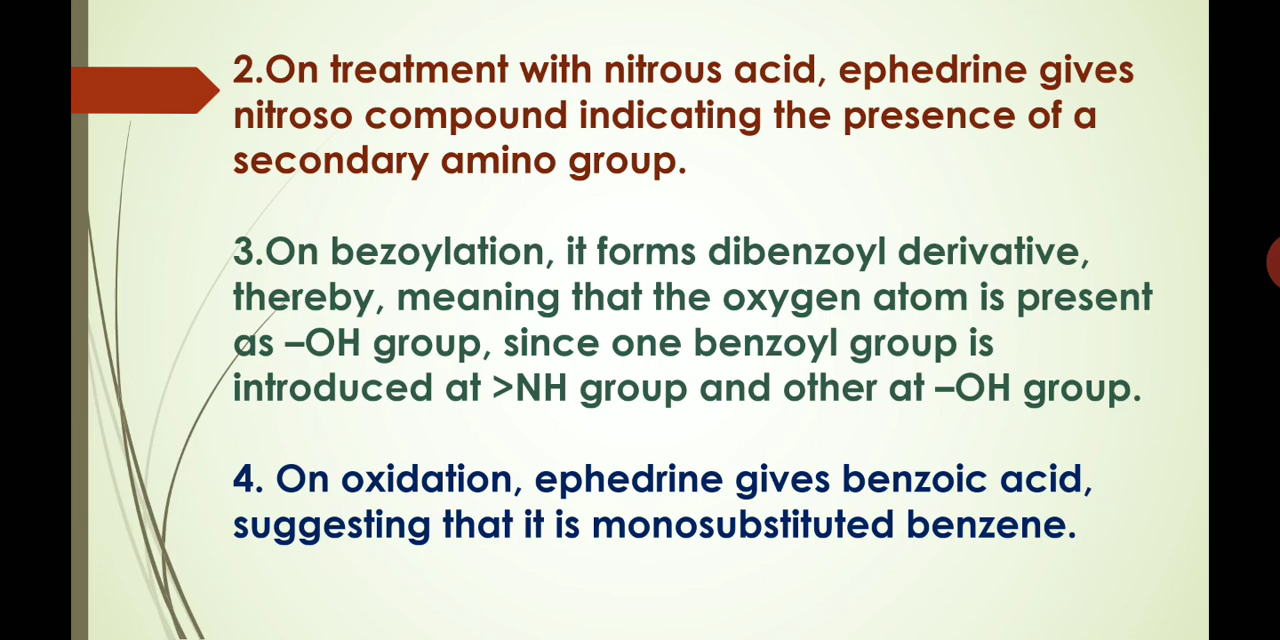 2.On treatment with nitrous acid, ephedrine gives
nitroso compound indicating the presence of a
secondary amino group.
3.On bezoylation, it forms dibenzoyl derivative,
thereby, meaning that the oxygen atom is present
as –OH group, since one benzoyl group is
introduced at >NH group and other at –OH group.
4. On oxidation, ephedrine gives benzoic acid,
suggesting that it is monosubstituted benzene.